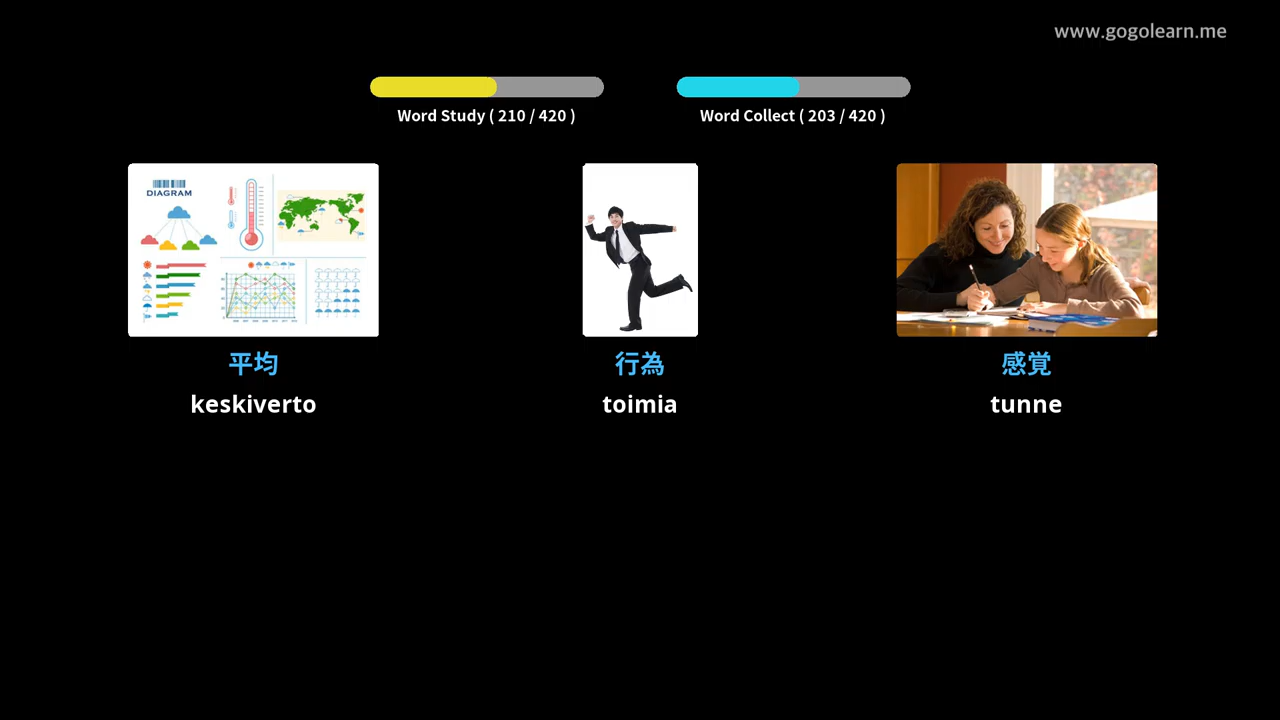 www.gogolearn.me
Word Study ( 210 / 420 )
Word Collect ( 203 / 420 )
DIAGRAM
平均
行為
感覚
keskiverto
toimia
tunne